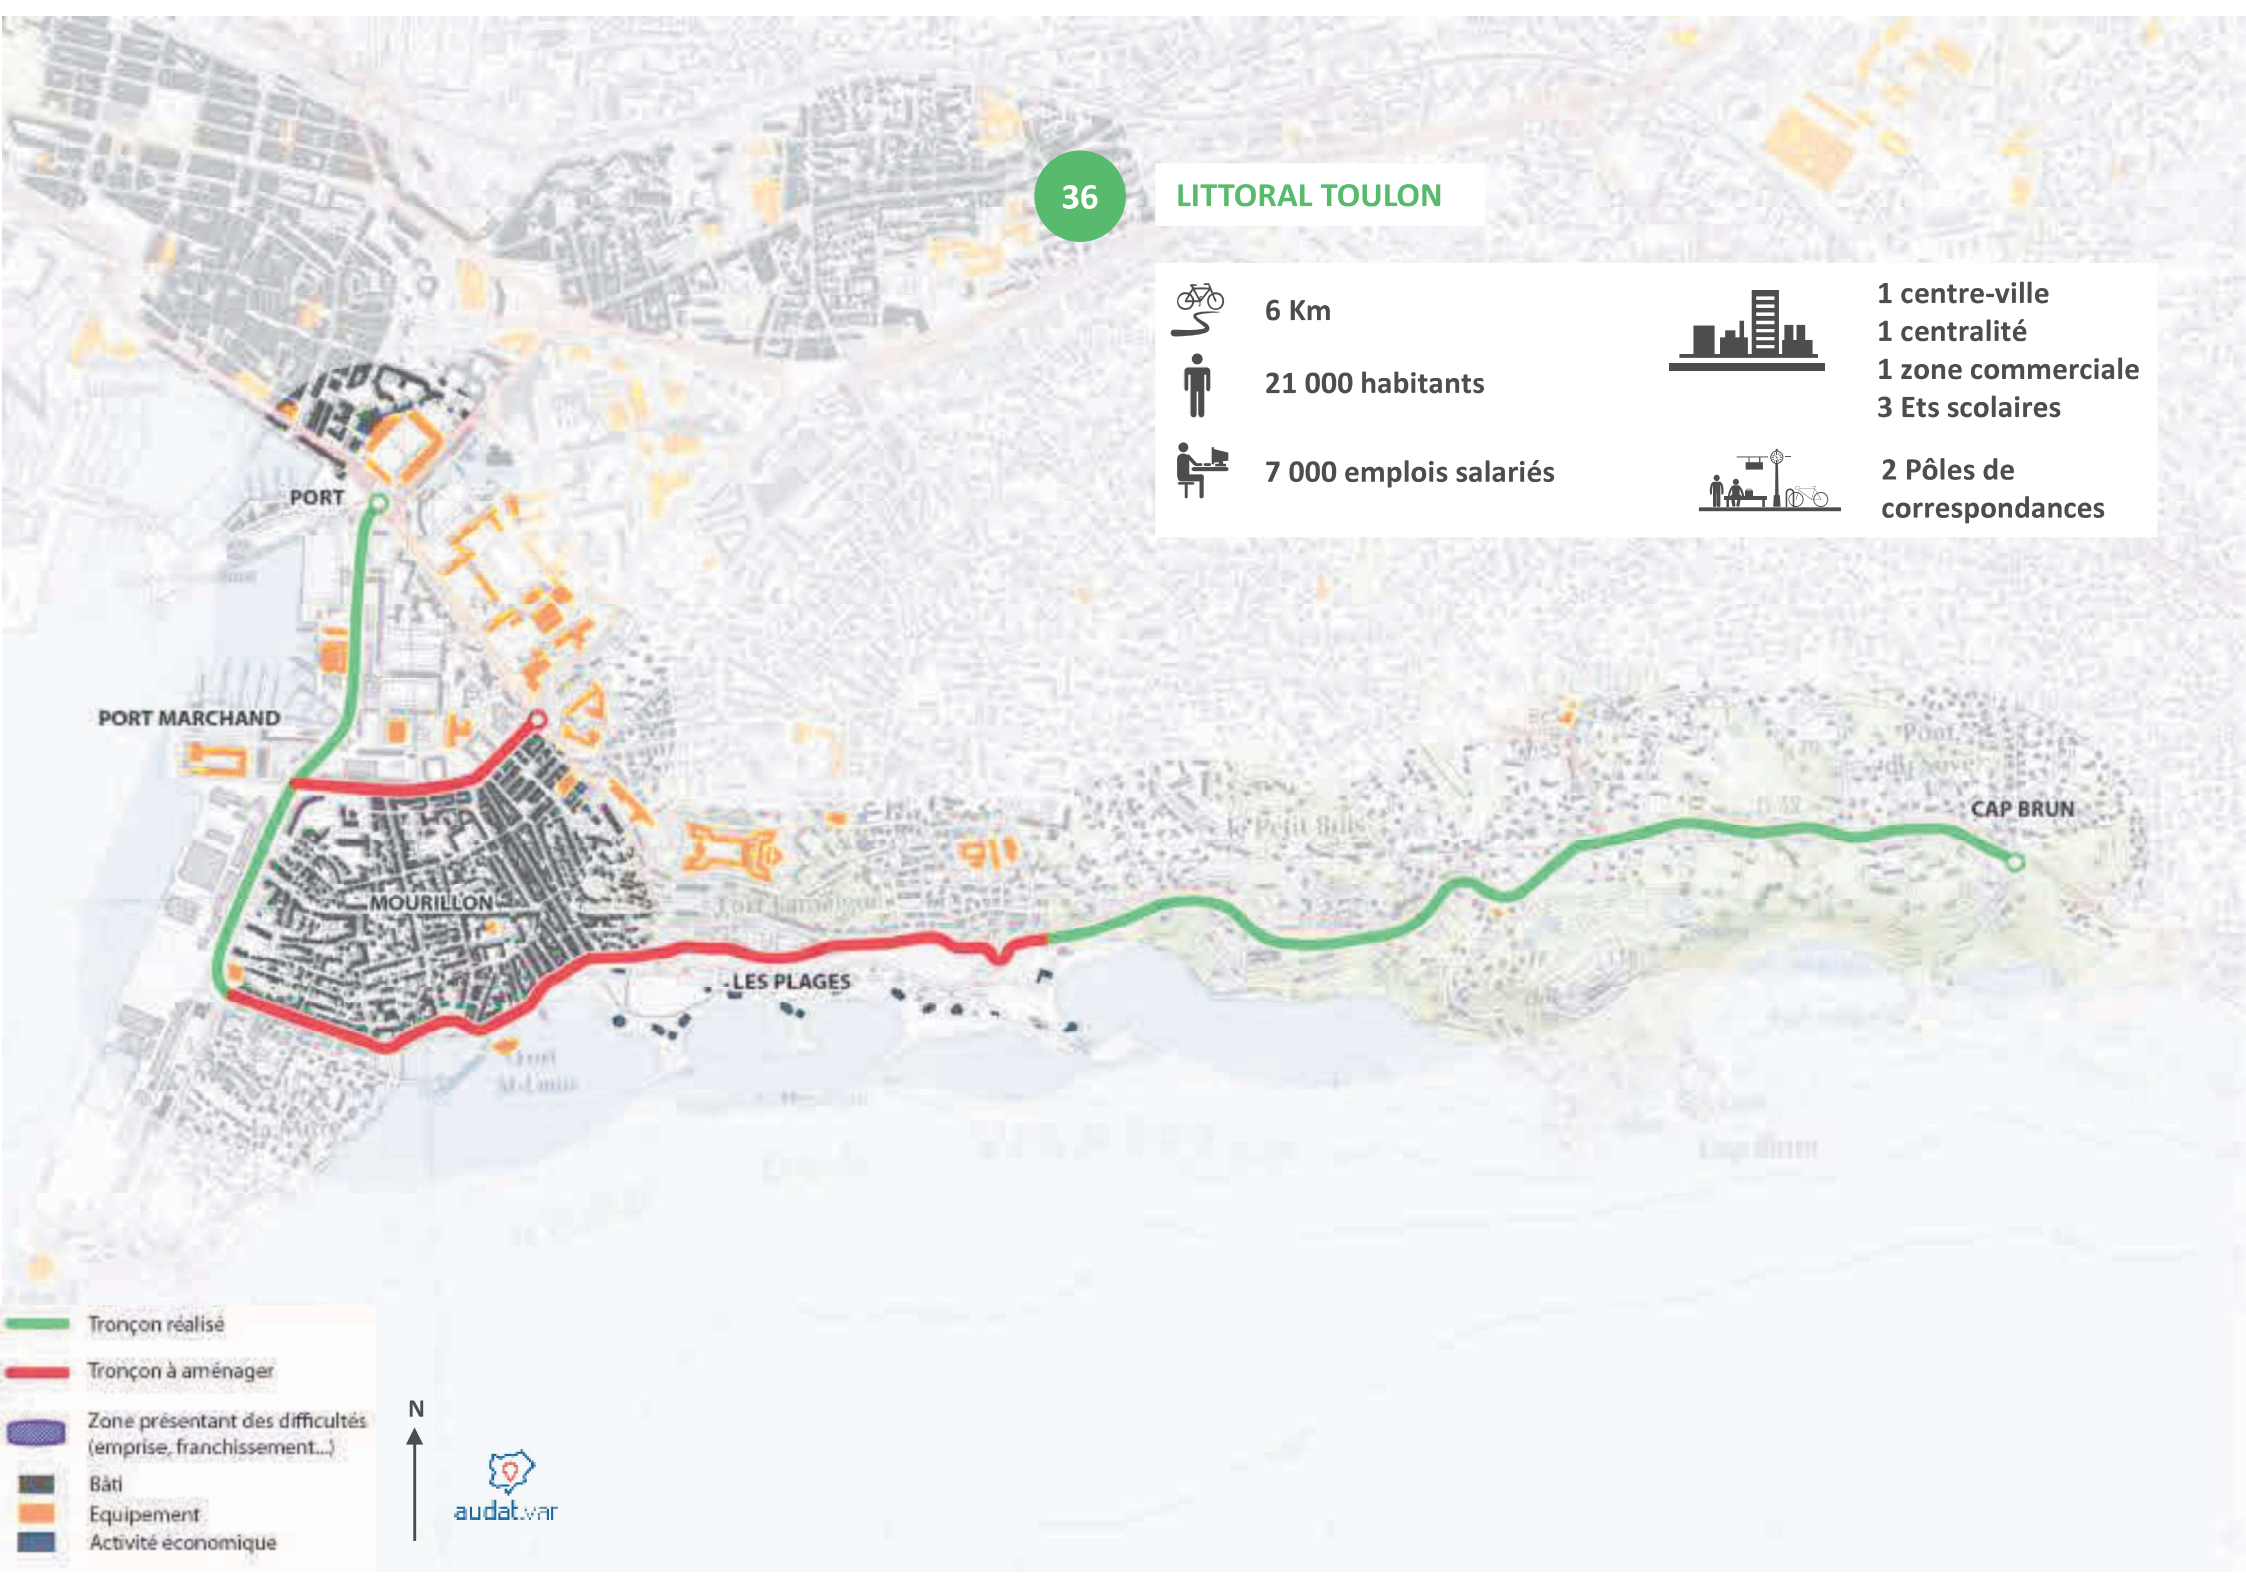 36
LITTORAL TOULON
6 Km
21 000 habitants
7 000 emplois salariés
1 centre-ville
1 centralité
1 zone commerciale
3 Ets scolaires
2 Pôles de
correspondances
PORT
PORT MARCHAND
MOURILLON
LES PLAGES
CAP BRUN
Tronçon réalisé
Tronçon à aménager
Zone présentant des difficultés
(emprise, franchissement...)
Bâti
Equipement
Activité économique
N
audat.var